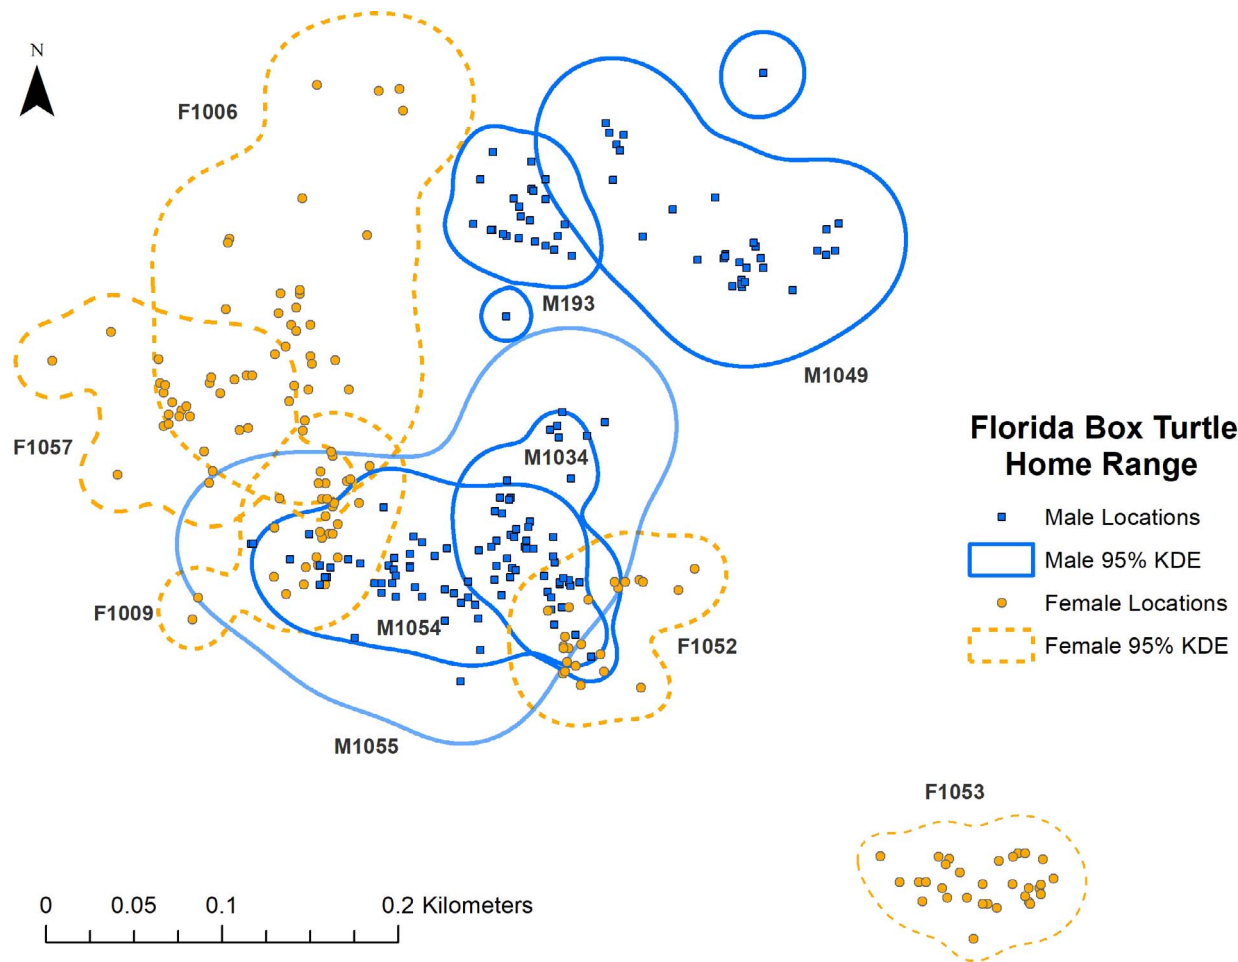 N
F1006
M193
M1049
F1057
M1034
Florida Box Turtle
Home Range
Male Locations
Male 95% KDE
Female Locations
Female 95% KDE
F1009
M1054
F1052
M1055
F1053
0 0.05 0.1 0.2 Kilometers